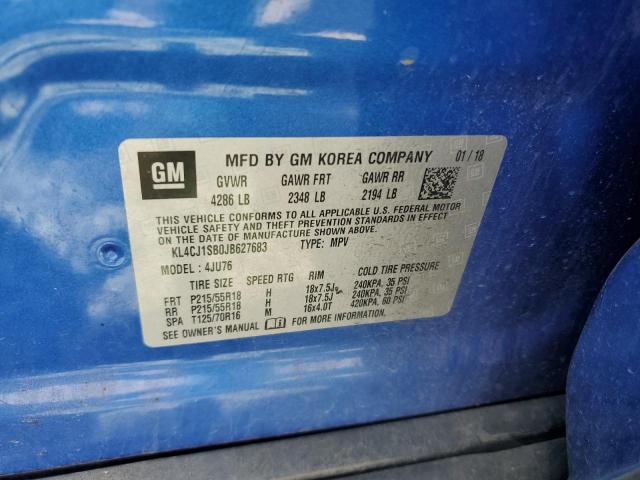 GM
MFD BY GM KOREA COMPANY 01/18
GVWR GAWR FRT GAWR RR
4286 LB 2348 LB 2194 LB
THIS VEHICLE CONFORMS TO ALL APPLICABLE U.S. FEDERAL MOTOR
VEHICLE SAFETY AND THEFT PREVENTION STANDARDS IN EFFECT ON
THE DATE OF MANUFACTURE SHOWN ABOVE.
KL4CJ1SB0JB627683 TYPE: MPV
MODEL : 4JU76
TIRE SIZE SPEED RTG RIM COLD TIRE PRESSURE
FRT P215/55R18 H 18x7.5J 240KPA, 35 PSI
RR P215/55R18 H 18x7.5J 240KPA, 35 PSI
SPA T125/70R16 M 16x4.0T 420KPA, 60 PSI
SEE OWNER'S MANUAL FOR MORE INFORMATION.